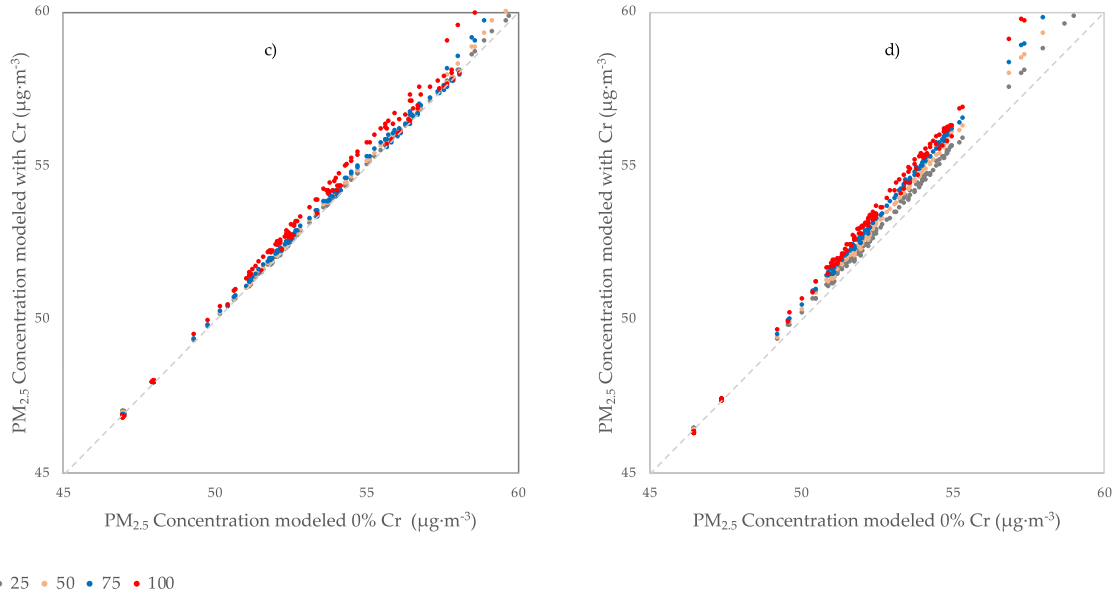 60
55
50
45
PM2.5 Concentration modeled with Cr (µg·m-3)
c)
45 50 55 60
PM2.5 Concentration modeled 0% Cr (µg·m-3)
60
55
50
45
PM2.5 Concentration modeled with Cr (µg·m-3)
d)
45 50 55 60
PM2.5 Concentration modeled 0% Cr (µg·m-3)
25 50 75 100